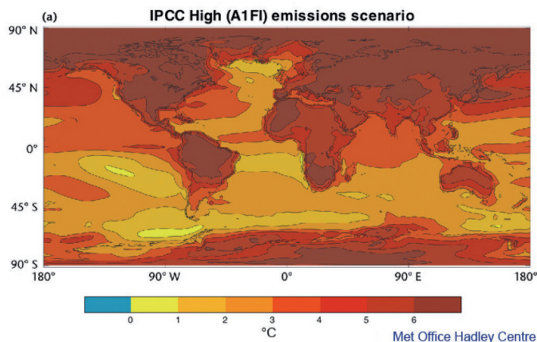 (a) IPCC High (A1FI) emissions scenario
90° N
45° N
0°
45° S
90° S
180° 90° W 0° 90° E 180°
0 1 2 3 4 5 6
°C
Met Office Hadley Centre